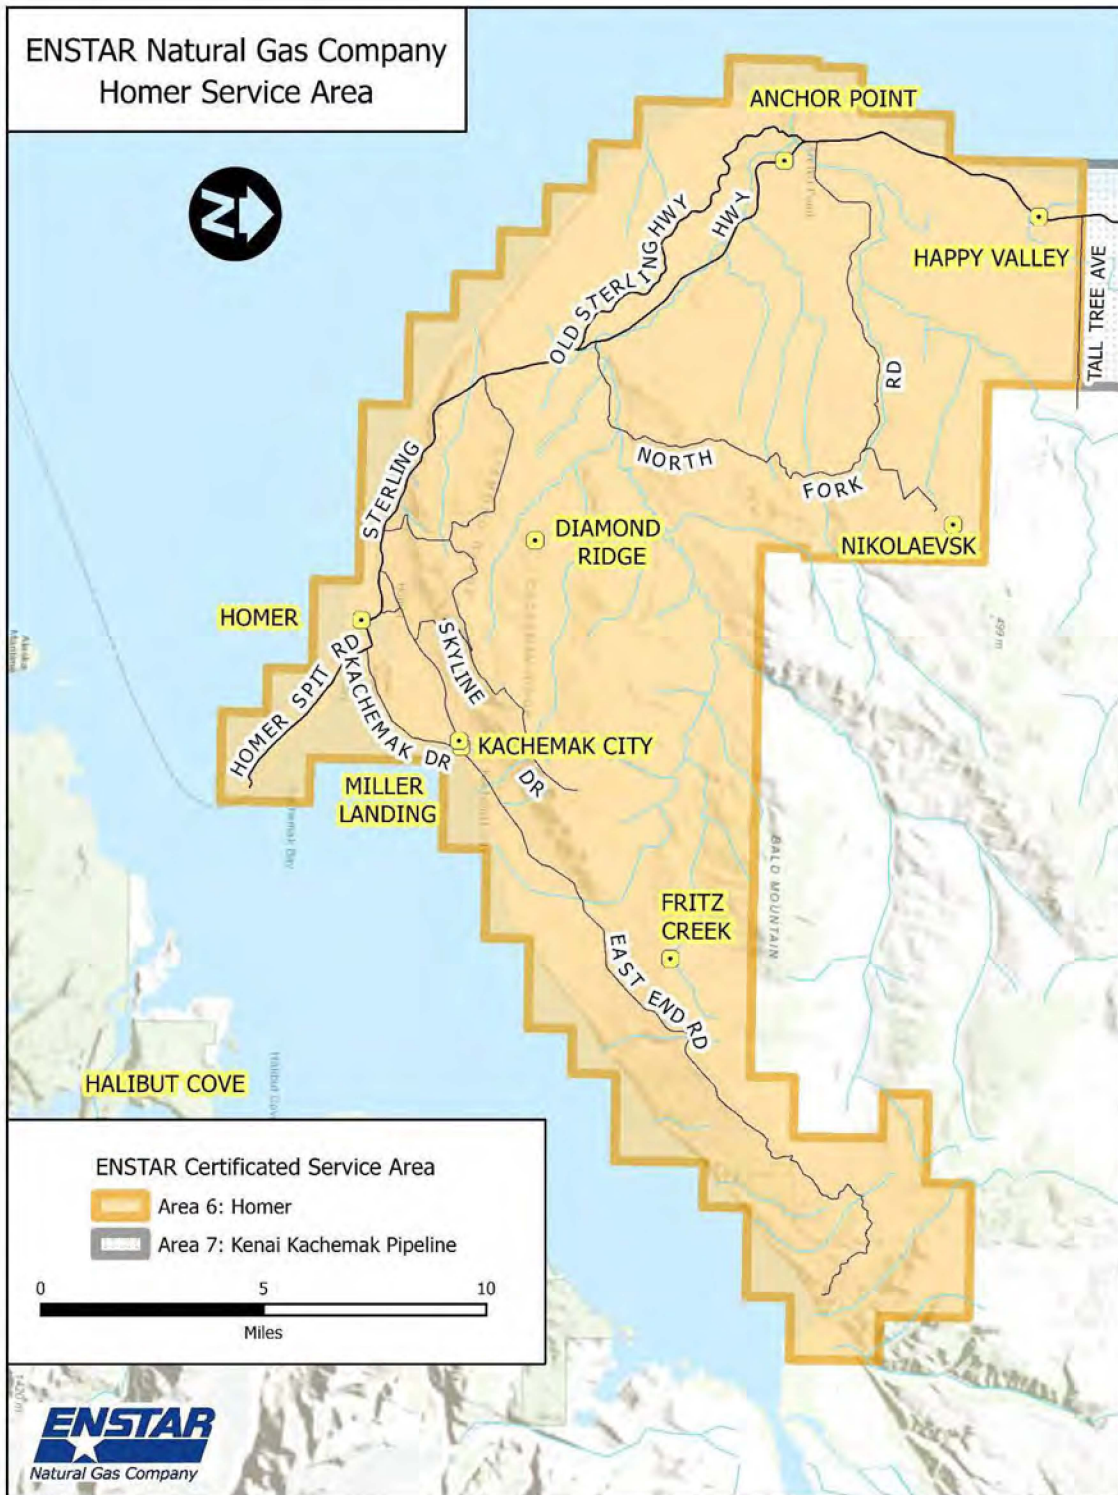 ENSTAR Natural Gas Company
Homer Service Area
N
ANCHOR POINT
OLD STERLING HWY
HWY
HAPPY VALLEY
TALL TREE AVE
RD
STERLING
NORTH
FORK
DIAMOND
RIDGE
NIKOLAEVSK
HOMER
499 m
SKYLINE
HOMER SPIT RD
KACHEMAK DR
KACHEMAK CITY
DR
MILLER
LANDING
BALD MOUNTAIN
FRITZ
CREEK
EAST END RD
HALIBUT COVE
ENSTAR Certificated Service Area
Area 6: Homer
Area 7: Kenai Kachemak Pipeline
0 5 10
Miles
1420 m
ENSTAR
Natural Gas Company